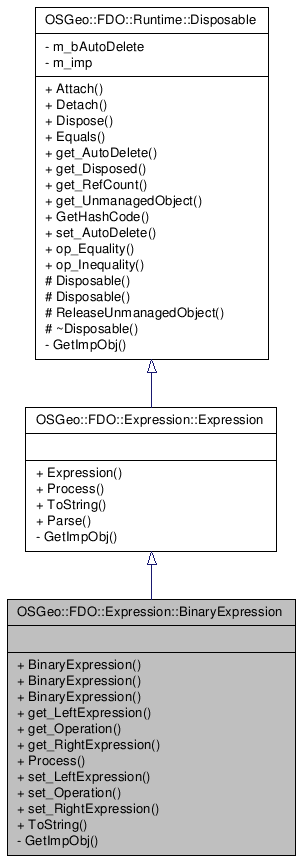 OSGeo::FDO::Runtime::Disposable
- m_bAutoDelete
- m_imp
+ Attach()
+ Detach()
+ Dispose()
+ Equals()
+ get_AutoDelete()
+ get_Disposed()
+ get_RefCount()
+ get_UnmanagedObject()
+ GetHashCode()
+ set_AutoDelete()
+ op_Equality()
+ op_Inequality()
# Disposable()
# Disposable()
# ReleaseUnmanagedObject()
# ~Disposable()
- GetImpObj()
OSGeo::FDO::Expression::Expression
+ Expression()
+ Process()
+ ToString()
+ Parse()
- GetImpObj()
OSGeo::FDO::Expression::BinaryExpression
+ BinaryExpression()
+ BinaryExpression()
+ BinaryExpression()
+ get_LeftExpression()
+ get_Operation()
+ get_RightExpression()
+ Process()
+ set_LeftExpression()
+ set_Operation()
+ set_RightExpression()
+ ToString()
- GetImpObj()